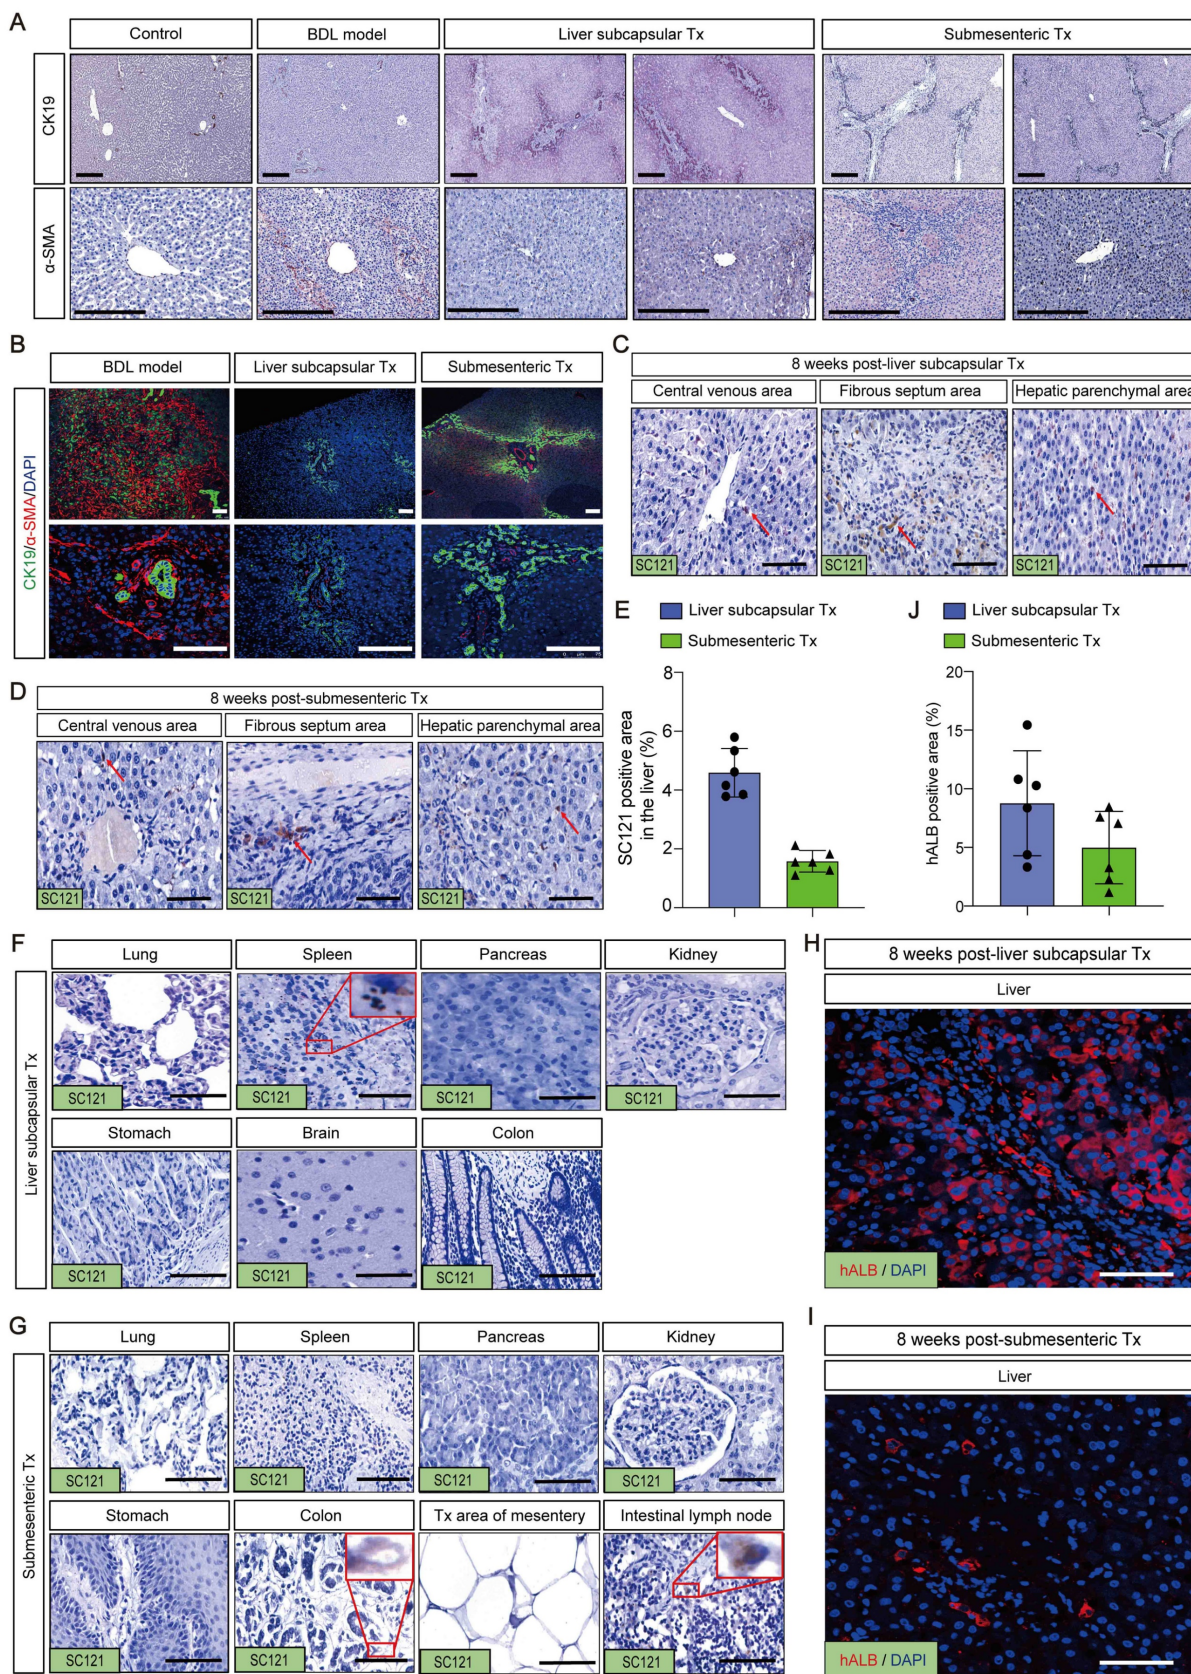 A
Control
BDL model
Liver subcapsular Tx
Submesenteric Tx
CK19
α-SMA
B
BDL model
Liver subcapsular Tx
Submesenteric Tx
CK19/α-SMA/DAPI
C
8 weeks post-liver subcapsular Tx
Central venous area
Fibrous septum area
Hepatic parenchymal area
SC121
SC121
SC121
D
8 weeks post-submesenteric Tx
Central venous area
Fibrous septum area
Hepatic parenchymal area
SC121
SC121
SC121
E
Liver subcapsular Tx
Submesenteric Tx
SC121 positive area
in the liver (%)
8
6
4
2
0
J
Liver subcapsular Tx
Submesenteric Tx
hALB positive area (%)
20
15
10
5
0
F
Liver subcapsular Tx
Lung
Spleen
Pancreas
Kidney
SC121
SC121
SC121
SC121
Stomach
Brain
Colon
SC121
SC121
SC121
H
8 weeks post-liver subcapsular Tx
Liver
hALB / DAPI
G
Submesenteric Tx
Lung
Spleen
Pancreas
Kidney
SC121
SC121
SC121
SC121
Stomach
Colon
Tx area of mesentery
Intestinal lymph node
SC121
SC121
SC121
SC121
I
8 weeks post-submesenteric Tx
Liver
hALB / DAPI